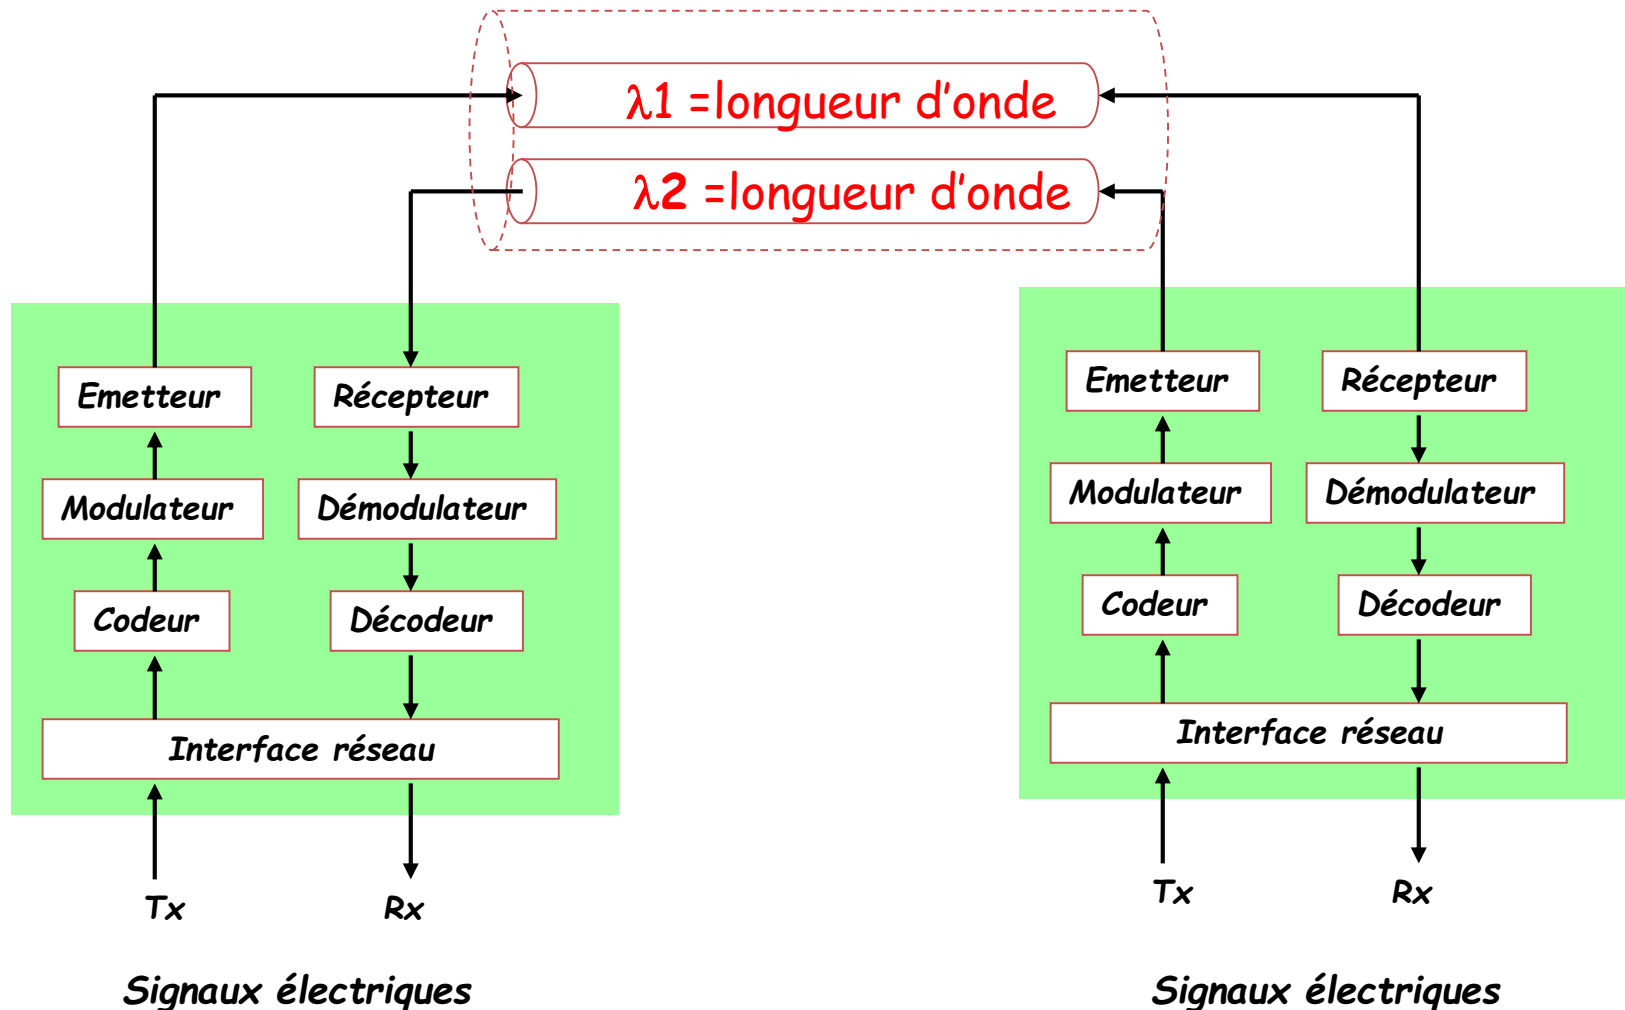 λ1 =longueur d'onde
λ2 =longueur d'onde
Emetteur
Récepteur
Modulateur
Démodulateur
Codeur
Décodeur
Interface réseau
Tx
Rx
Signaux électriques
Emetteur
Récepteur
Modulateur
Démodulateur
Codeur
Décodeur
Interface réseau
Tx
Rx
Signaux électriques